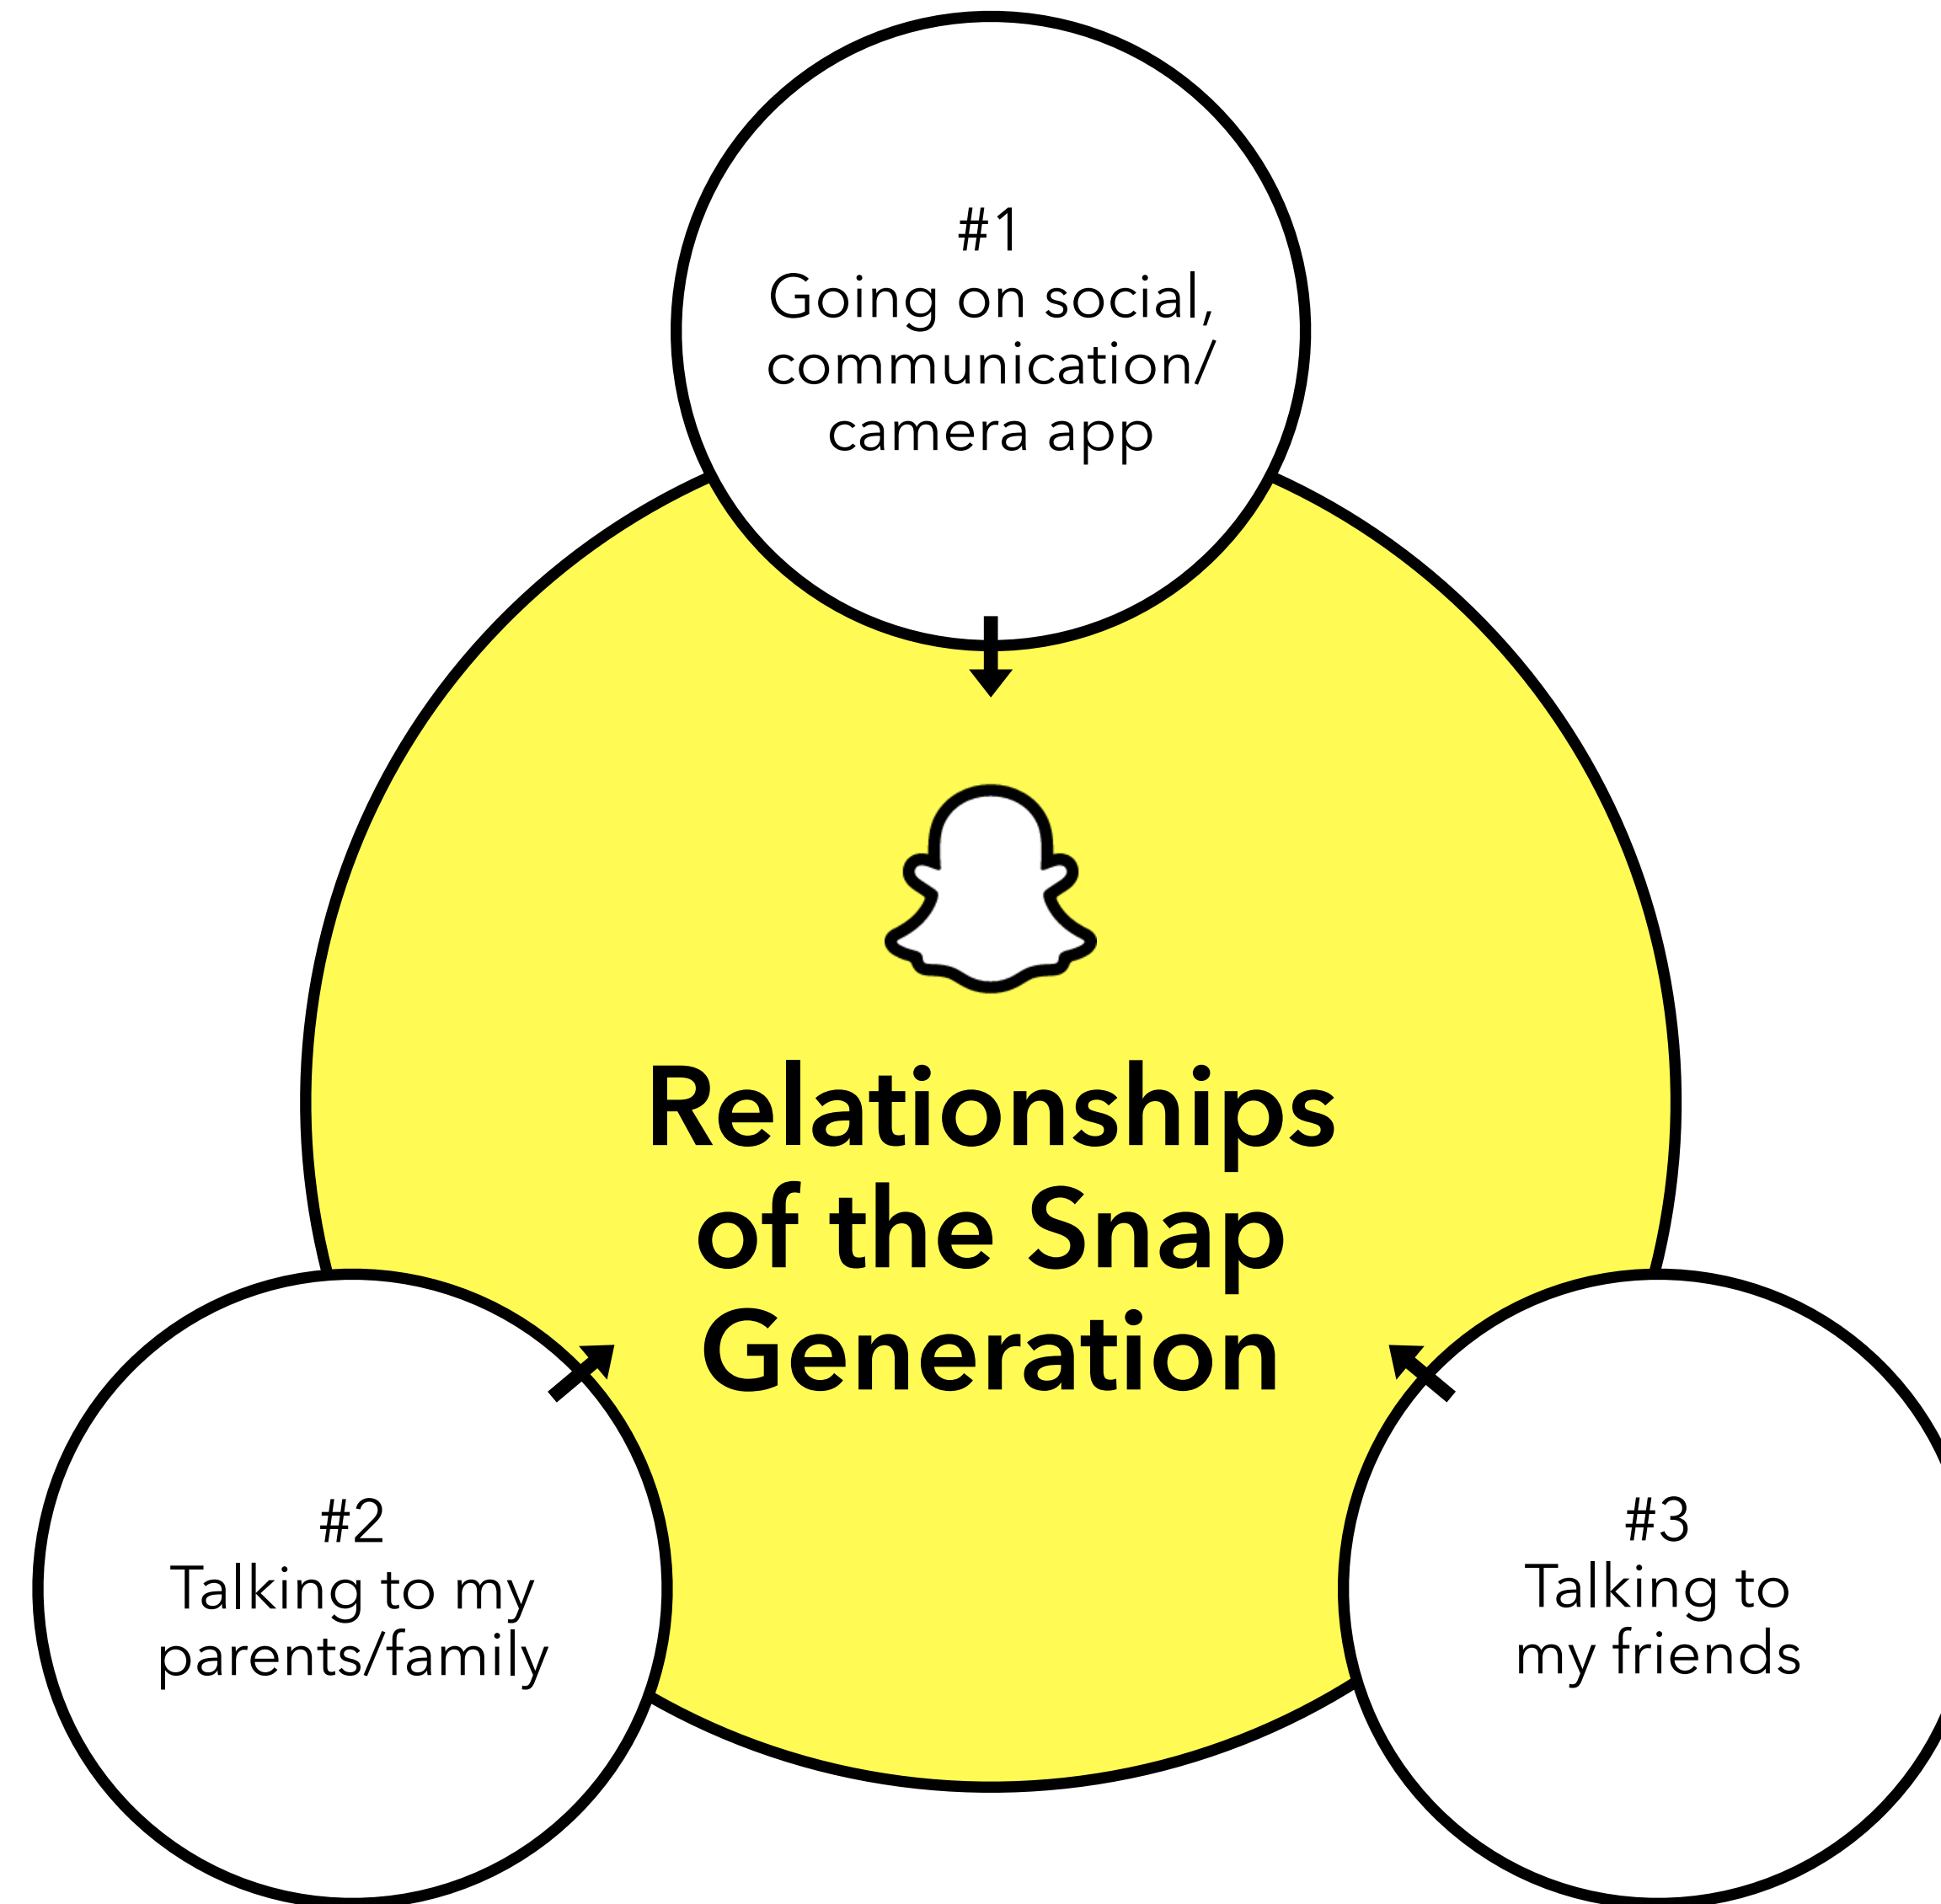 #1
Going on social,
communication/
camera app
Relationships
of the Snap
Generation
#2
Talking to my
parents/family
#3
Talking to
my friends